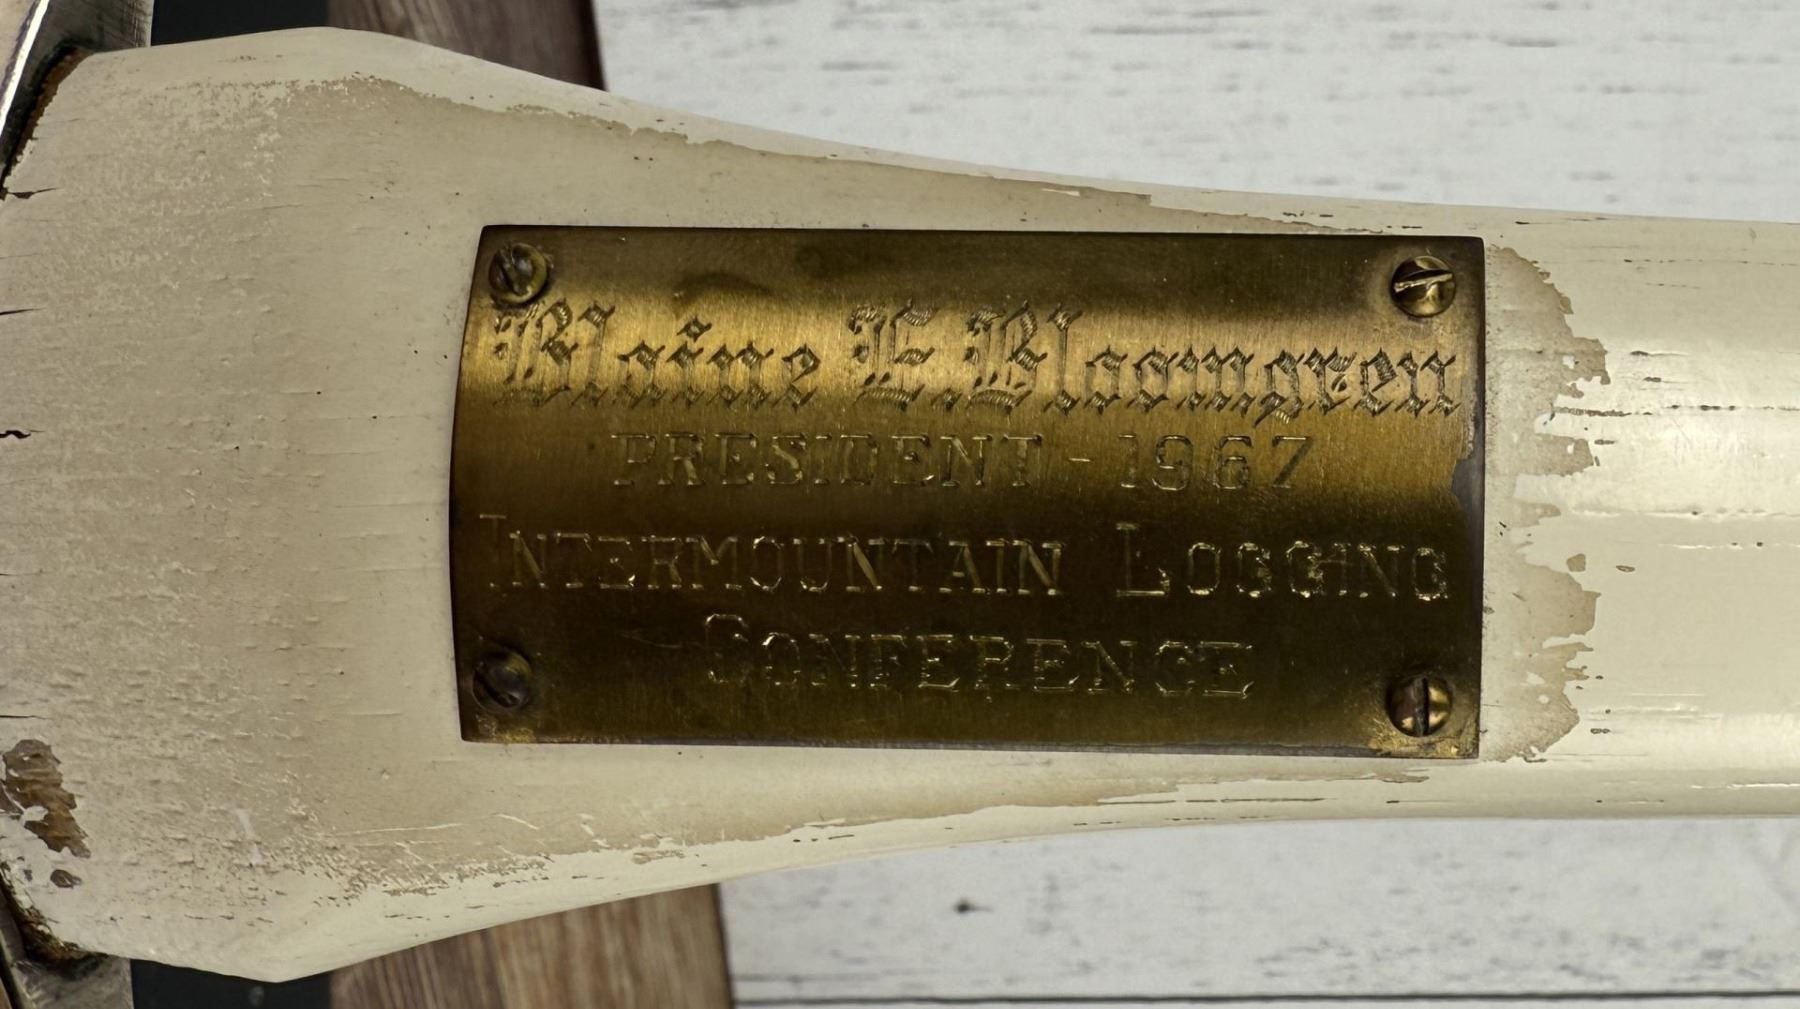 Blaine E. Bloomgren
PRESIDENT - 1967
INTERMOUNTAIN LOGGING
CONFERENCE